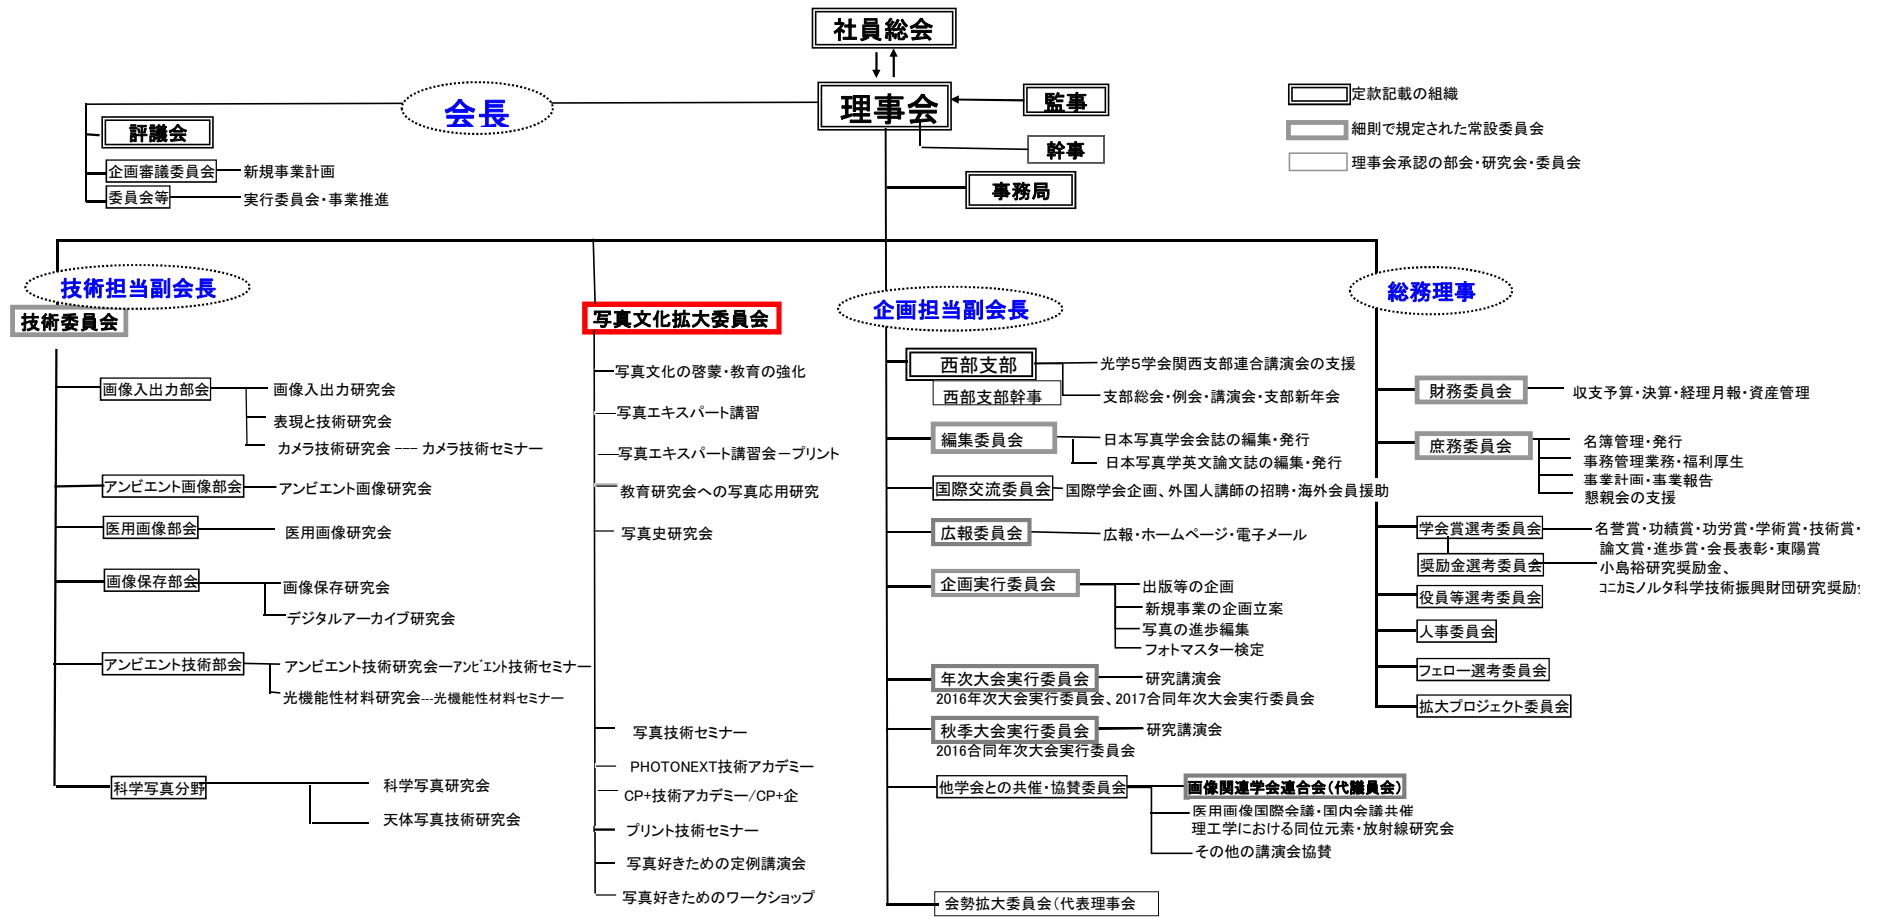 社員総会
理事会
会長
監事
幹事
事務局
評議会
企画審議委員会
新規事業計画
委員会等
実行委員会・事業推進
定款記載の組織
細則で規定された常設委員会
理事会承認の部会・研究会・委員会
技術担当副会長
技術委員会
画像入出力部会
画像入出力研究会
表現と技術研究会
カメラ技術研究会 --- カメラ技術セミナー
アンビエント画像部会
アンビエント画像研究会
医用画像部会
医用画像研究会
画像保存部会
画像保存研究会
デジタルアーカイブ研究会
アンビエント技術部会
アンビエント技術研究会ーアンビエント技術セミナー
光機能性材料研究会---光機能性材料セミナー
科学写真分野
科学写真研究会
天体写真技術研究会
写真文化拡大委員会
写真文化の啓蒙・教育の強化
写真エキスパート講習
写真エキスパート講習会－プリント
教育研究会への写真応用研究
写真史研究会
写真技術セミナー
PHOTONEXT技術アカデミー
CP+技術アカデミー/CP+企
プリント技術セミナー
写真好きための定例講演会
写真好きためのワークショップ
企画担当副会長
西部支部
光学5学会関西支部連合講演会の支援
西部支部幹事
支部総会・例会・講演会・支部新年会
編集委員会
日本写真学会会誌の編集・発行
日本写真学英文論文誌の編集・発行
国際交流委員会
国際学会企画、外国人講師の招聘・海外会員援助
広報委員会
広報・ホームページ・電子メール
企画実行委員会
出版等の企画
新規事業の企画立案
写真の進歩編集
フォトマスター検定
年次大会実行委員会
研究講演会
2016年次大会実行委員会、2017合同年次大会実行委員会
秋季大会実行委員会
研究講演会
2016合同年次大会実行委員会
他学会との共催・協賛委員会
画像関連学会連合会（代議員会）
医用画像国際会議・国内会議共催
理工学における同位元素・放射線研究会
その他の講演会協賛
会勢拡大委員会（代表理事会
総務理事
財務委員会
収支予算・決算・経理月報・資産管理
庶務委員会
名簿管理・発行
事務管理業務・福利厚生
事業計画・事業報告
懇親会の支援
学会賞選考委員会
名誉賞・功績賞・功労賞・学術賞・技術賞・
論文賞・進歩賞・会長表彰・東陽賞
奨励金選考委員会
小島裕研究奨励金、
コニカミノルタ科学技術振興財団研究奨励
役員等選考委員会
人事委員会
フェロー選考委員会
拡大プロジェクト委員会